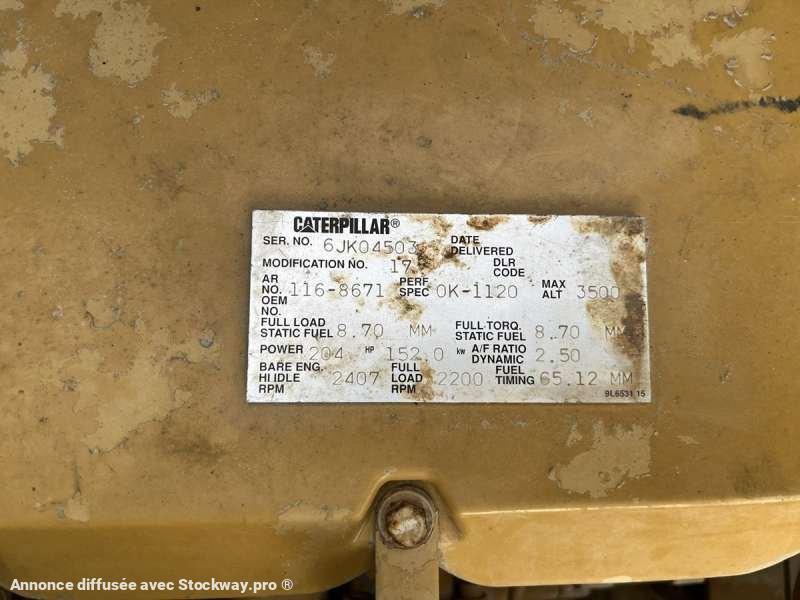 CATERPILLAR®
SER. NO. 6JK04503 DATE DELIVERED
MODIFICATION NO. 17 DLR CODE
AR NO. 116-8671 PERF SPEC 0K-1120 MAX ALT 3500
OEM NO.
FULL LOAD STATIC FUEL 8.70 MM FULL TORQ. STATIC FUEL 8.70 MM
POWER 204 HP 152.0 kw A/F RATIO DYNAMIC 2.50
BARE ENG. HI IDLE RPM 2407 FULL LOAD RPM 2200 FUEL TIMING 65.12 MM
9L6531 15
Annonce diffusée avec Stockway.pro ®